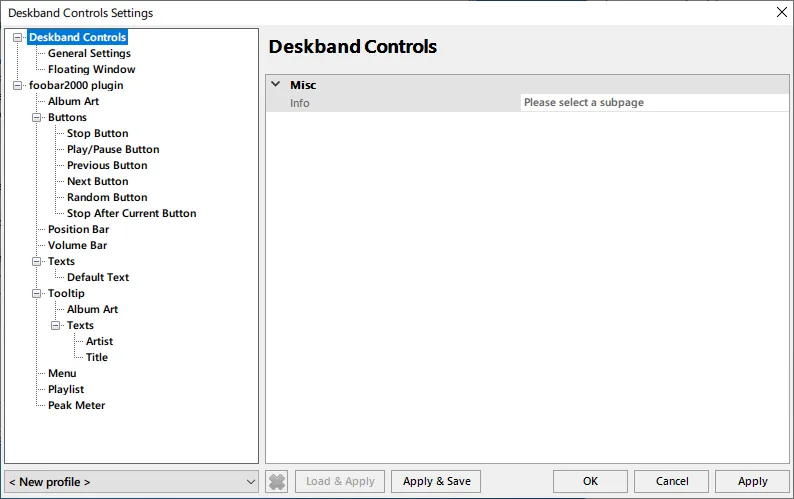 Deskband Controls Settings
Deskband Controls
General Settings
Floating Window
foobar2000 plugin
Album Art
Buttons
Stop Button
Play/Pause Button
Previous Button
Next Button
Random Button
Stop After Current Button
Position Bar
Volume Bar
Texts
Default Text
Tooltip
Album Art
Texts
Artist
Title
Menu
Playlist
Peak Meter
Deskband Controls
Misc
Info Please select a subpage
< New profile >
Load & Apply
Apply & Save
OK
Cancel
Apply